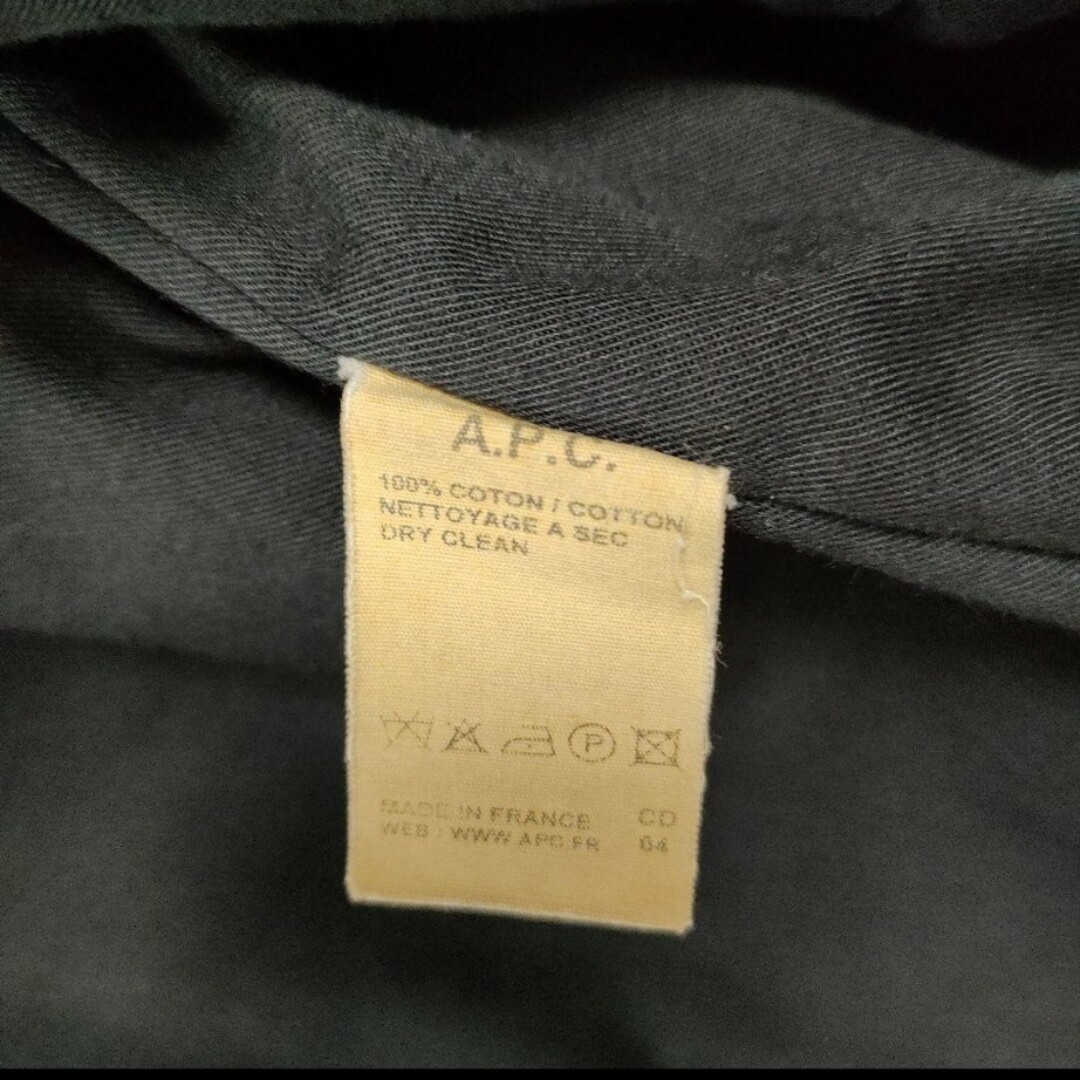 A.P.C.
100% COTON / COTTON
NETTOYAGE A SEC
DRY CLEAN
P
MADE IN FRANCE CD
WEB : WWW.APC.FR 04